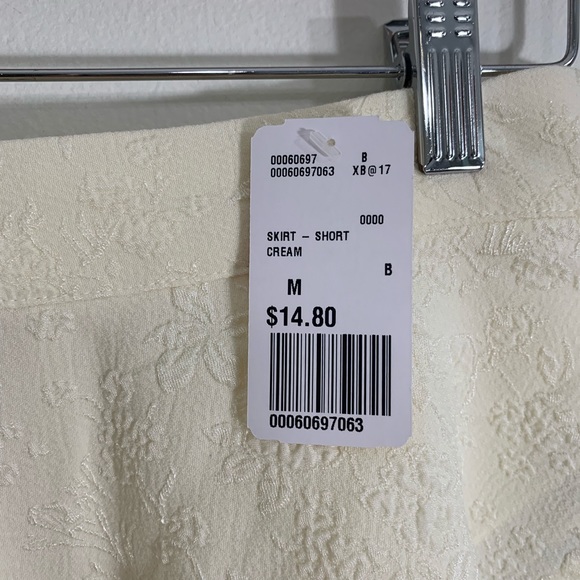 00060697 B
00060697063 XB@17
0000
SKIRT – SHORT
CREAM
B
M
$14.80
00060697063